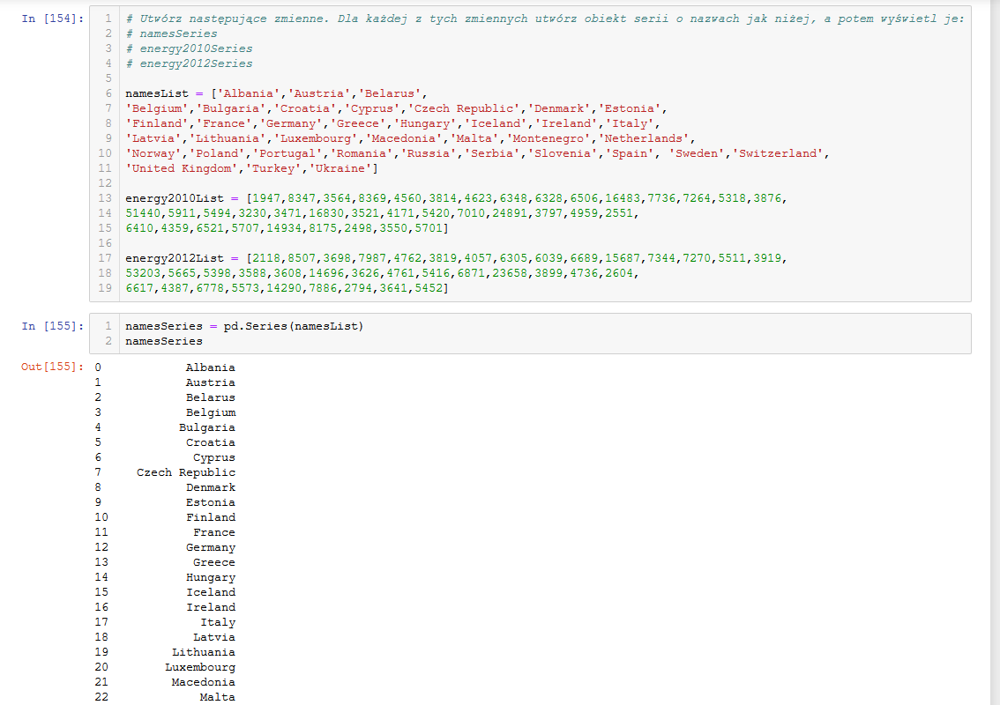 In [154]:
1 # Utwórz następujące zmienne. Dla każdej z tych zmiennych utwórz obiekt serii o nazwach jak niżej, a potem wyświetl je:
2 # namesSeries
3 # energy2010Series
4 # energy2012Series
5
6 namesList = ['Albania','Austria','Belarus',
7 'Belgium','Bulgaria','Croatia','Cyprus','Czech Republic','Denmark','Estonia',
8 'Finland','France','Germany','Greece','Hungary','Iceland','Ireland','Italy',
9 'Latvia','Lithuania','Luxembourg','Macedonia','Malta','Montenegro','Netherlands',
10 'Norway','Poland','Portugal','Romania','Russia','Serbia','Slovenia','Spain', 'Sweden','Switzerland',
11 'United Kingdom','Turkey','Ukraine']
12
13 energy2010List = [1947,8347,3564,8369,4560,3814,4623,6348,6328,6506,16483,7736,7264,5318,3876,
14 51440,5911,5494,3230,3471,16830,3521,4171,5420,7010,24891,3797,4959,2551,
15 6410,4359,6521,5707,14934,8175,2498,3550,5701]
16
17 energy2012List = [2118,8507,3698,7987,4762,3819,4057,6305,6039,6689,15687,7344,7270,5511,3919,
18 53203,5665,5398,3588,3608,14696,3626,4761,5416,6871,23658,3899,4736,2604,
19 6617,4387,6778,5573,14290,7886,2794,3641,5452]
In [155]:
1 namesSeries = pd.Series(namesList)
2 namesSeries
Out[155]:
0 Albania
1 Austria
2 Belarus
3 Belgium
4 Bulgaria
5 Croatia
6 Cyprus
7 Czech Republic
8 Denmark
9 Estonia
10 Finland
11 France
12 Germany
13 Greece
14 Hungary
15 Iceland
16 Ireland
17 Italy
18 Latvia
19 Lithuania
20 Luxembourg
21 Macedonia
22 Malta